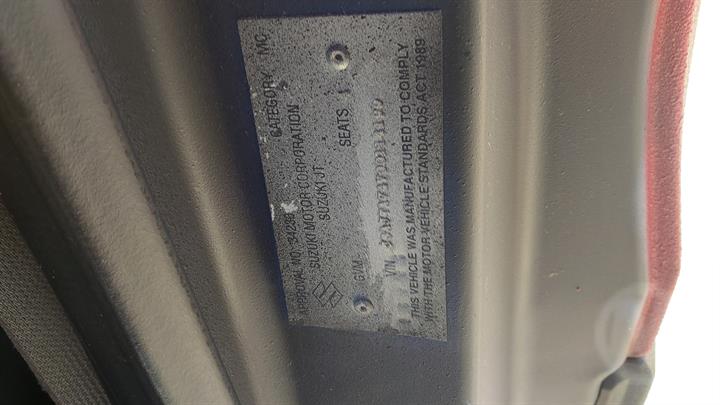 APPROVAL NO. CATEGORY MC
SUZUKI MOTOR CORPORATION
SUZUKI JT
GVM SEATS
VIN
THIS VEHICLE WAS MANUFACTURED TO COMPLY
WITH THE MOTOR VEHICLE STANDARDS ACT 1989